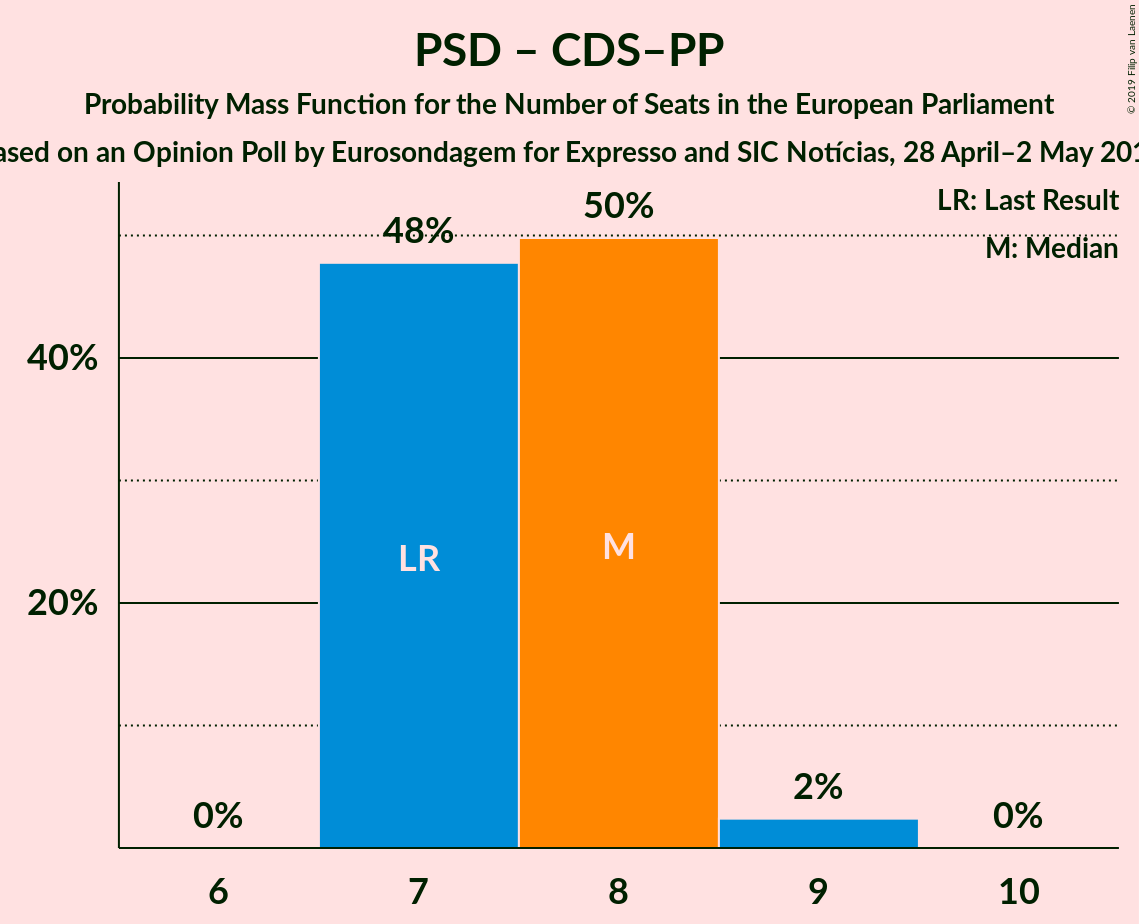 PSD – CDS–PP
Probability Mass Function for the Number of Seats in the European Parliament
ased on an Opinion Poll by Eurosondagem for Expresso and SIC Notícias, 28 April–2 May 201
© 2019 Filip van Laenen
LR: Last Result
M: Median
50%
48%
40%
LR
M
20%
0%
2%
0%
6 7 8 9 10